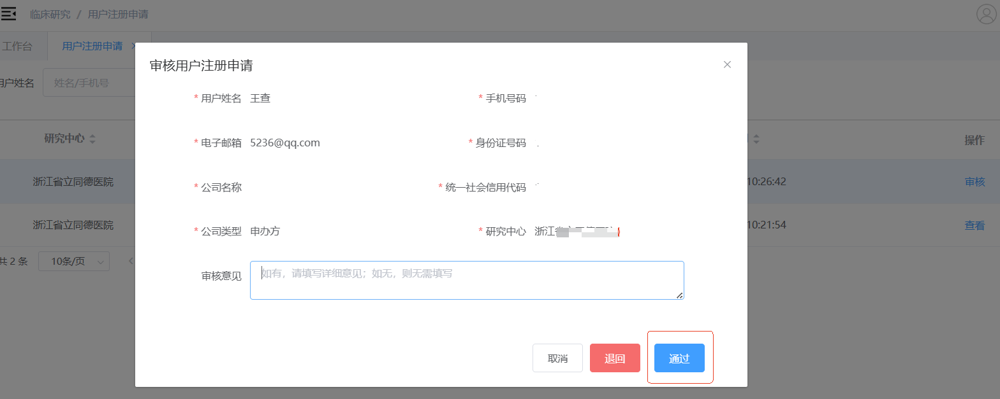 临床研究 / 用户注册申请
工作台 用户注册申请 ×
用户姓名 姓名/手机号
研究中心
操作
浙江省立同德医院 10:26:42 审核
浙江省立同德医院 10:21:54 查看
共 2 条 10条/页
审核用户注册申请
* 用户姓名 王查 * 手机号码
* 电子邮箱 5236@qq.com * 身份证号码
* 公司名称 * 统一社会信用代码
* 公司类型 申办方 * 研究中心 浙江
审核意见 如有，请填写详细意见；如无，则无需填写
取消 退回 通过